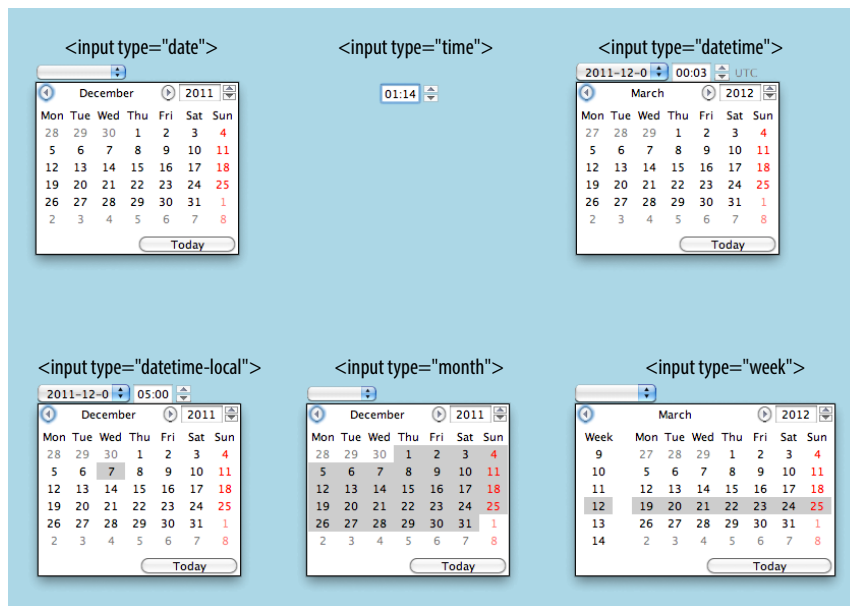 <input type="date">
December 2011
Mon Tue Wed Thu Fri Sat Sun
28 29 30 1 2 3 4
5 6 7 8 9 10 11
12 13 14 15 16 17 18
19 20 21 22 23 24 25
26 27 28 29 30 31 1
2 3 4 5 6 7 8
Today
<input type="time">
01:14
<input type="datetime">
2011-12-0 00:03 UTC
March 2012
Mon Tue Wed Thu Fri Sat Sun
27 28 29 1 2 3 4
5 6 7 8 9 10 11
12 13 14 15 16 17 18
19 20 21 22 23 24 25
26 27 28 29 30 31 1
2 3 4 5 6 7 8
Today
<input type="datetime-local">
2011-12-0 05:00
December 2011
Mon Tue Wed Thu Fri Sat Sun
28 29 30 1 2 3 4
5 6 7 8 9 10 11
12 13 14 15 16 17 18
19 20 21 22 23 24 25
26 27 28 29 30 31 1
2 3 4 5 6 7 8
Today
<input type="month">
December 2011
Mon Tue Wed Thu Fri Sat Sun
28 29 30 1 2 3 4
5 6 7 8 9 10 11
12 13 14 15 16 17 18
19 20 21 22 23 24 25
26 27 28 29 30 31 1
2 3 4 5 6 7 8
Today
<input type="week">
March 2012
Week Mon Tue Wed Thu Fri Sat Sun
9 27 28 29 1 2 3 4
10 5 6 7 8 9 10 11
11 12 13 14 15 16 17 18
12 19 20 21 22 23 24 25
13 26 27 28 29 30 31 1
14 2 3 4 5 6 7 8
Today